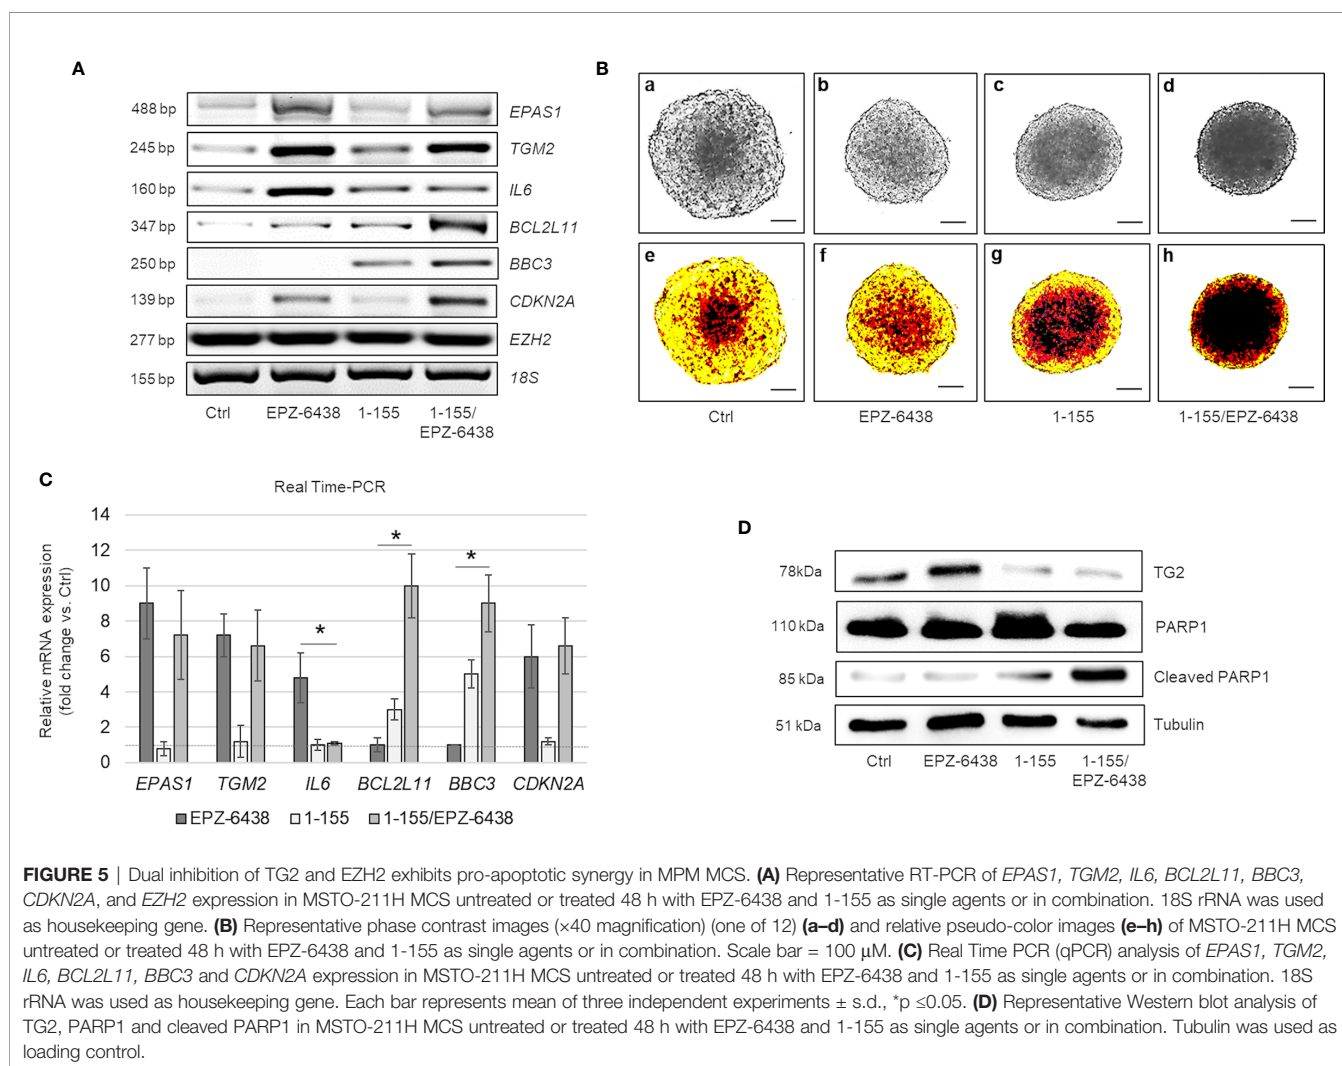 A
488 bp
EPAS1
245 bp
TGM2
160 bp
IL6
347 bp
BCL2L11
250 bp
BBC3
139 bp
CDKN2A
277 bp
EZH2
155 bp
18S
Ctrl EPZ-6438 1-155 1-155/
EPZ-6438
B
a b c d
e f g h
Ctrl EPZ-6438 1-155 1-155/EPZ-6438
C
Real Time-PCR
Relative mRNA expression
(fold change vs. Ctrl)
14
12
10
8
6
4
2
0
* * *
EPAS1 TGM2 IL6 BCL2L11 BBC3 CDKN2A
EPZ-6438 1-155 1-155/EPZ-6438
D
78kDa
TG2
110 kDa
PARP1
85 kDa
Cleaved PARP1
51 kDa
Tubulin
Ctrl EPZ-6438 1-155 1-155/
EPZ-6438
FIGURE 5 | Dual inhibition of TG2 and EZH2 exhibits pro-apoptotic synergy in MPM MCS. (A) Representative RT-PCR of EPAS1, TGM2, IL6, BCL2L11, BBC3,
CDKN2A, and EZH2 expression in MSTO-211H MCS untreated or treated 48 h with EPZ-6438 and 1-155 as single agents or in combination. 18S rRNA was used
as housekeeping gene. (B) Representative phase contrast images (×40 magnification) (one of 12) (a–d) and relative pseudo-color images (e–h) of MSTO-211H MCS
untreated or treated 48 h with EPZ-6438 and 1-155 as single agents or in combination. Scale bar = 100 μM. (C) Real Time PCR (qPCR) analysis of EPAS1, TGM2,
IL6, BCL2L11, BBC3 and CDKN2A expression in MSTO-211H MCS untreated or treated 48 h with EPZ-6438 and 1-155 as single agents or in combination. 18S
rRNA was used as housekeeping gene. Each bar represents mean of three independent experiments ± s.d., *p ≤0.05. (D) Representative Western blot analysis of
TG2, PARP1 and cleaved PARP1 in MSTO-211H MCS untreated or treated 48 h with EPZ-6438 and 1-155 as single agents or in combination. Tubulin was used as
loading control.